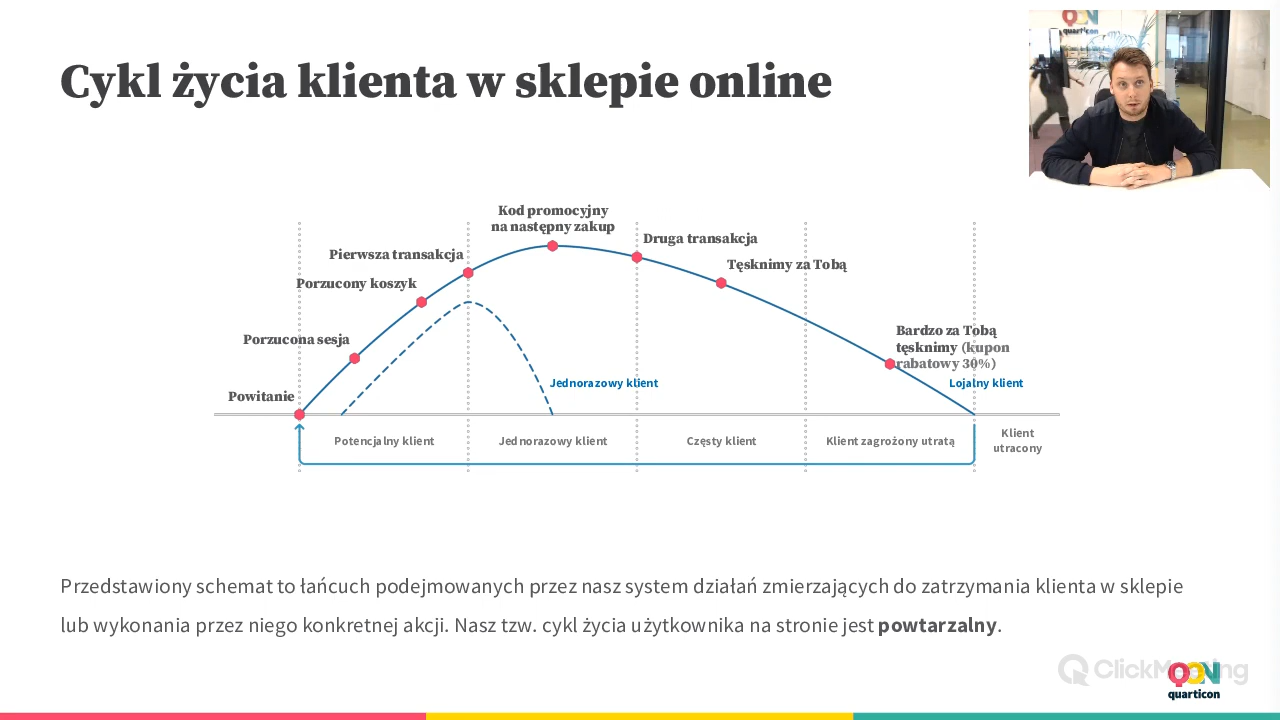 Cykl życia klienta w sklepie online
quarticon
Kod promocyjny
na następny zakup
Pierwsza transakcja
Druga transakcja
Tęsknimy za Tobą
Porzucony koszyk
Porzucona sesja
Bardzo za Tobą
tęsknimy (kupon
rabatowy 30%)
Jednorazowy klient
Lojalny klient
Powitanie
Potencjalny klient
Jednorazowy klient
Częsty klient
Klient zagrożony utratą
Klient
utracony
Przedstawiony schemat to łańcuch podejmowanych przez nasz system działań zmierzających do zatrzymania klienta w sklepie
lub wykonania przez niego konkretnej akcji. Nasz tzw. cykl życia użytkownika na stronie jest powtarzalny.
ClickMeeting
QON
quarticon